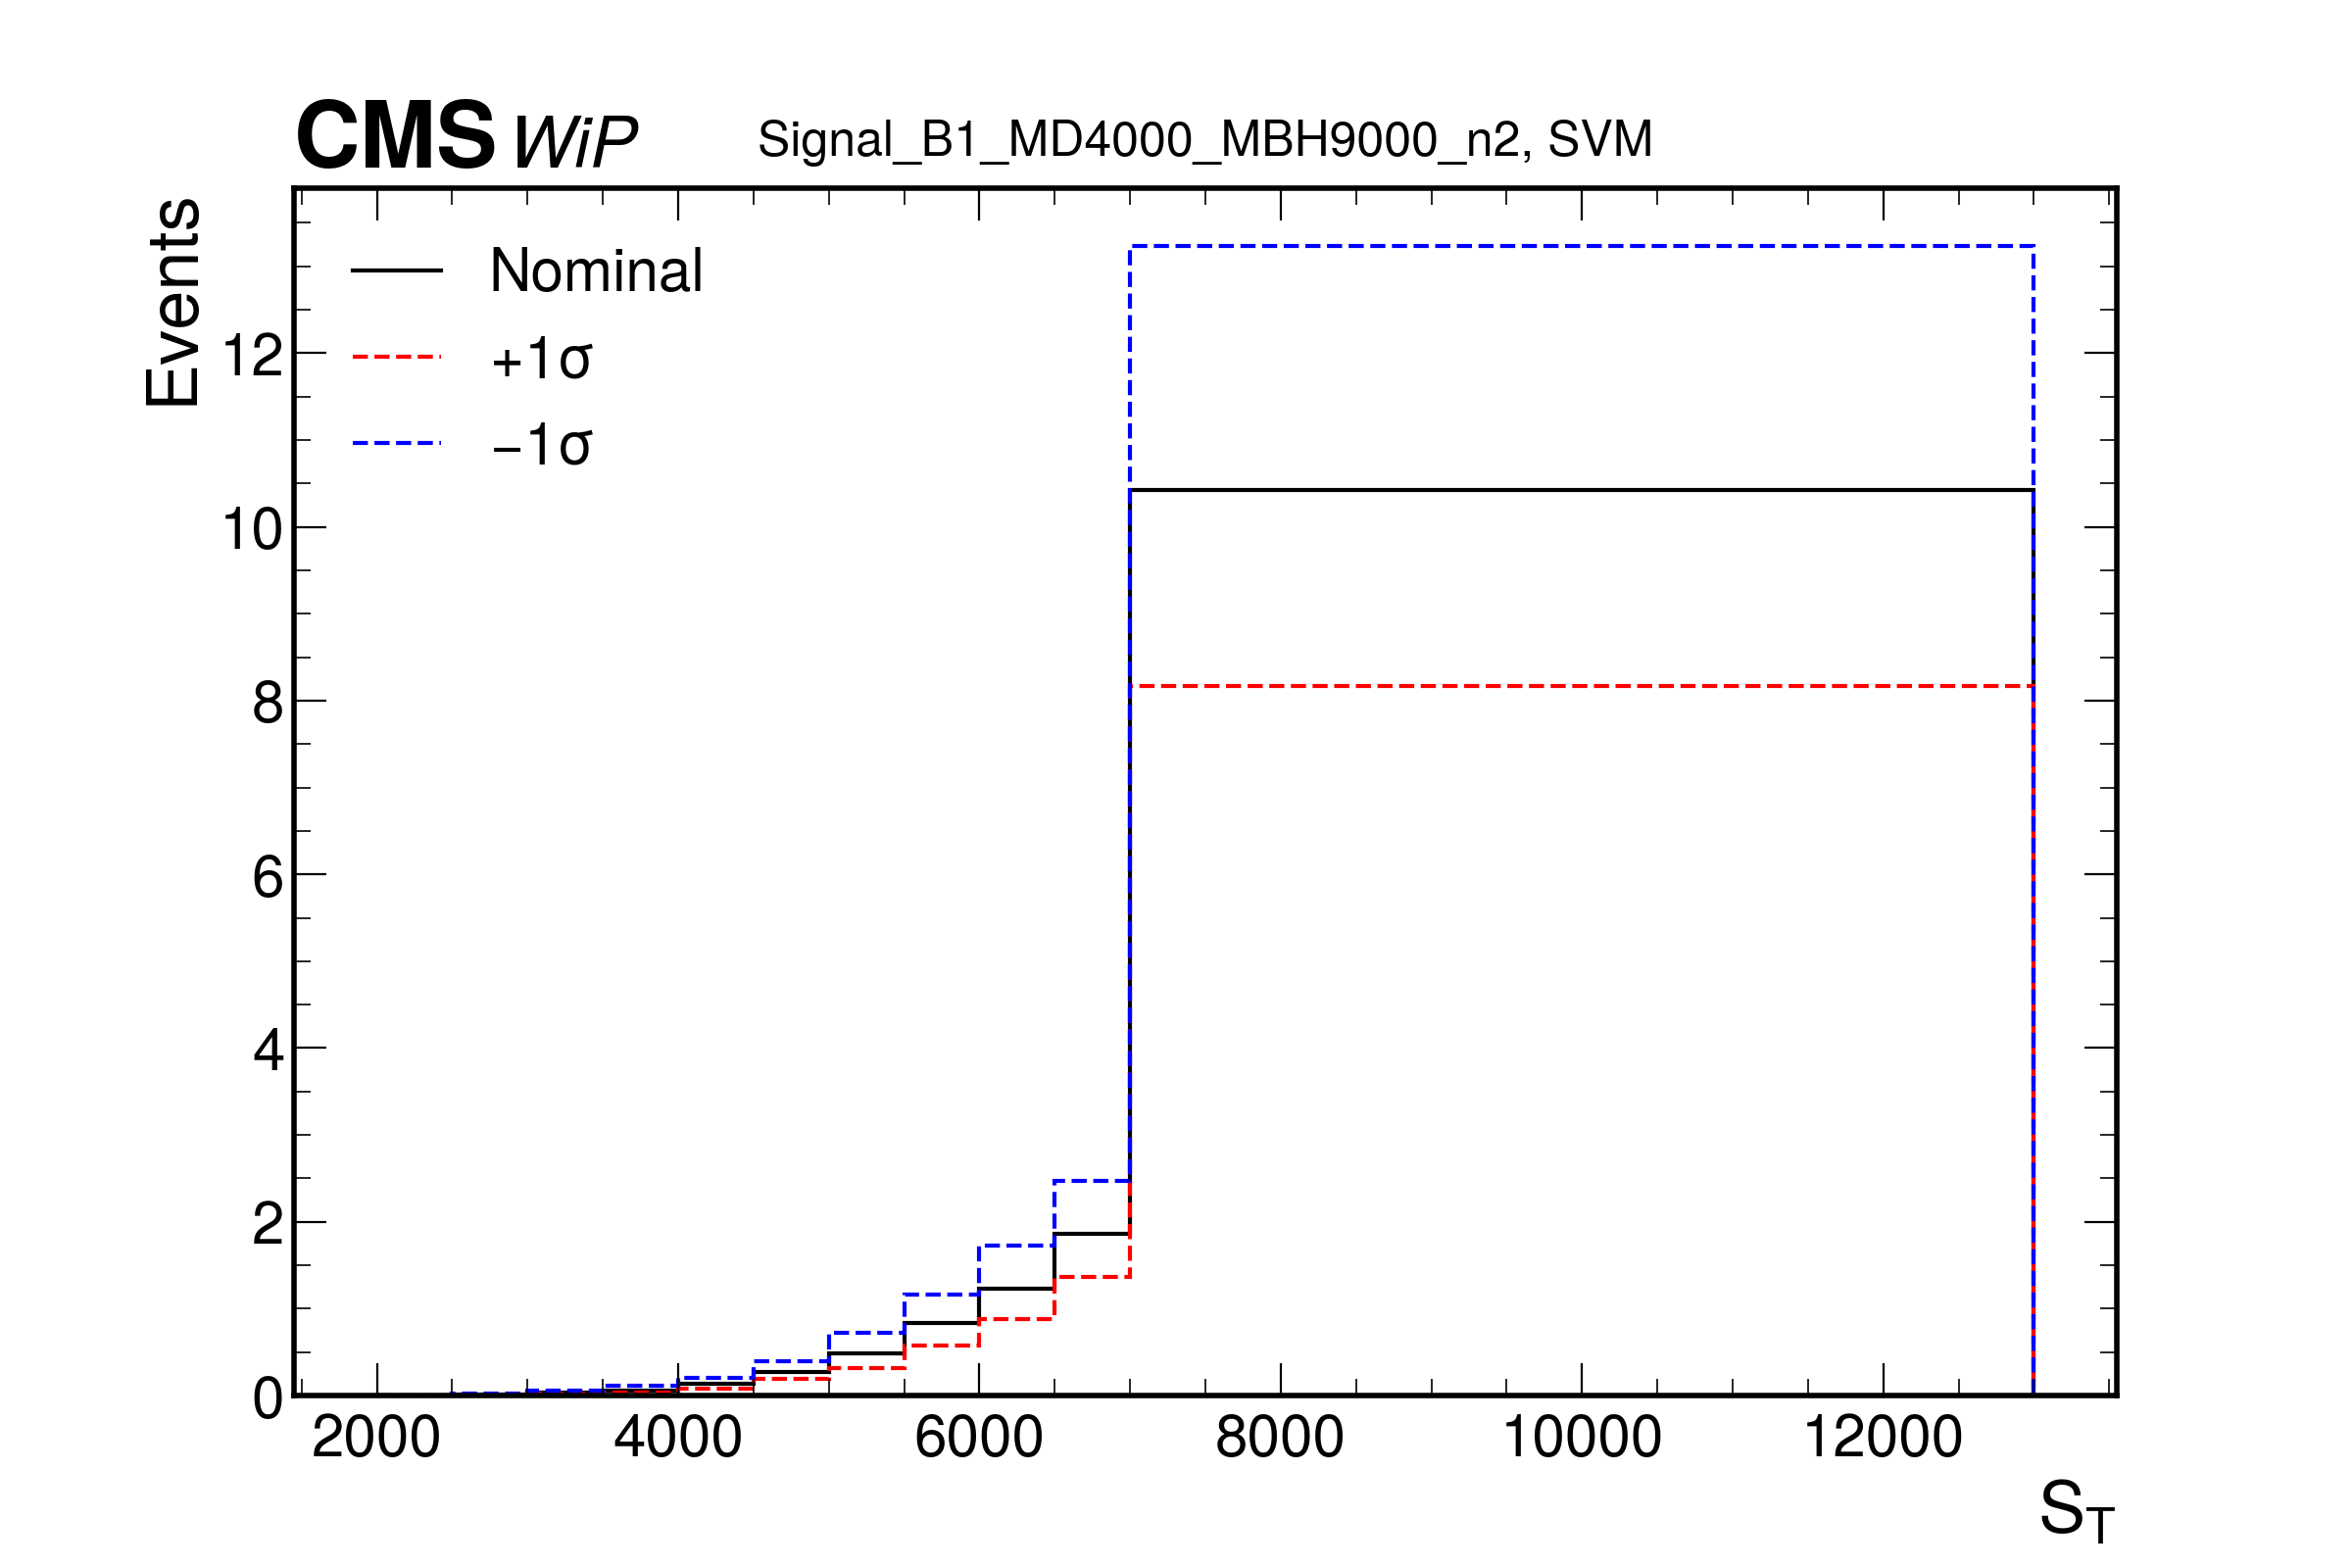 CMS WiP
Signal_B1_MD4000_MBH9000_n2, SVM
Events
Nominal
+1σ
−1σ
12
10
8
6
4
2
0
2000 4000 6000 8000 10000 12000
S_T